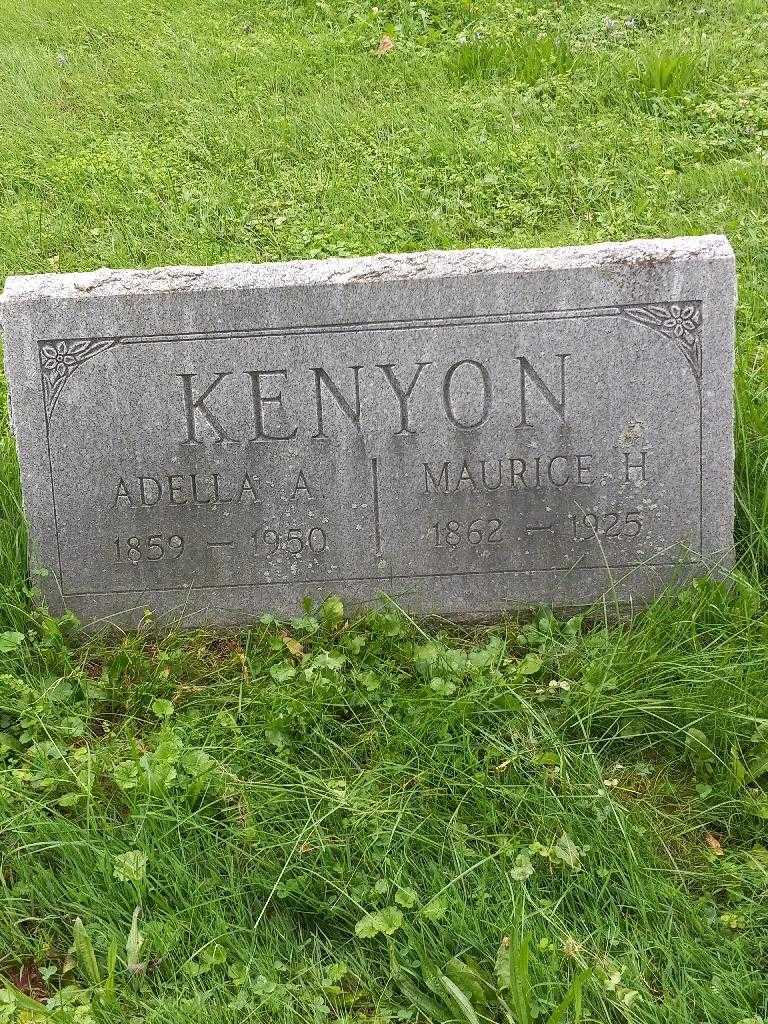 KENYON
ADELLA A. MAURICE H.
1859 – 1950 1862 – 1925